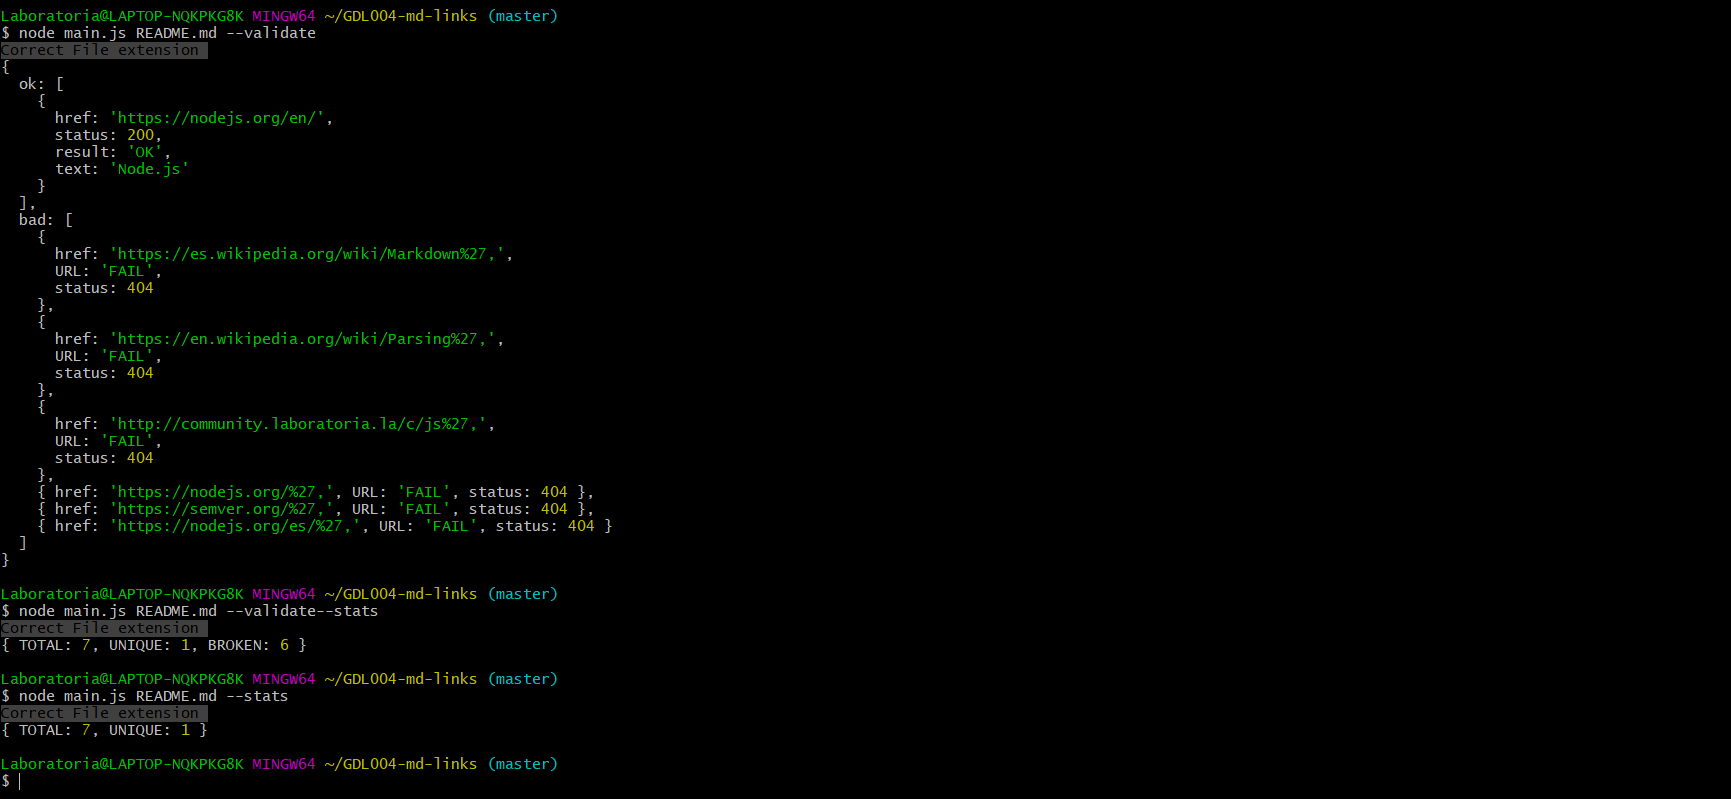 Laboratoria@LAPTOP-NQKPKG8K MINGW64 ~/GDL004-md-links (master)
$ node main.js README.md --validate
Correct File extension
{
  ok: [
    {
      href: 'https://nodejs.org/en/',
      status: 200,
      result: 'OK',
      text: 'Node.js'
    }
  ],
  bad: [
    {
      href: 'https://es.wikipedia.org/wiki/Markdown%27,',
      URL: 'FAIL',
      status: 404
    },
    {
      href: 'https://en.wikipedia.org/wiki/Parsing%27,',
      URL: 'FAIL',
      status: 404
    },
    {
      href: 'http://community.laboratoria.la/c/js%27,',
      URL: 'FAIL',
      status: 404
    },
    { href: 'https://nodejs.org/%27,', URL: 'FAIL', status: 404 },
    { href: 'https://semver.org/%27,', URL: 'FAIL', status: 404 },
    { href: 'https://nodejs.org/es/%27,', URL: 'FAIL', status: 404 }
  ]
}
Laboratoria@LAPTOP-NQKPKG8K MINGW64 ~/GDL004-md-links (master)
$ node main.js README.md --validate--stats
Correct File extension
{ TOTAL: 7, UNIQUE: 1, BROKEN: 6 }
Laboratoria@LAPTOP-NQKPKG8K MINGW64 ~/GDL004-md-links (master)
$ node main.js README.md --stats
Correct File extension
{ TOTAL: 7, UNIQUE: 1 }
Laboratoria@LAPTOP-NQKPKG8K MINGW64 ~/GDL004-md-links (master)
$